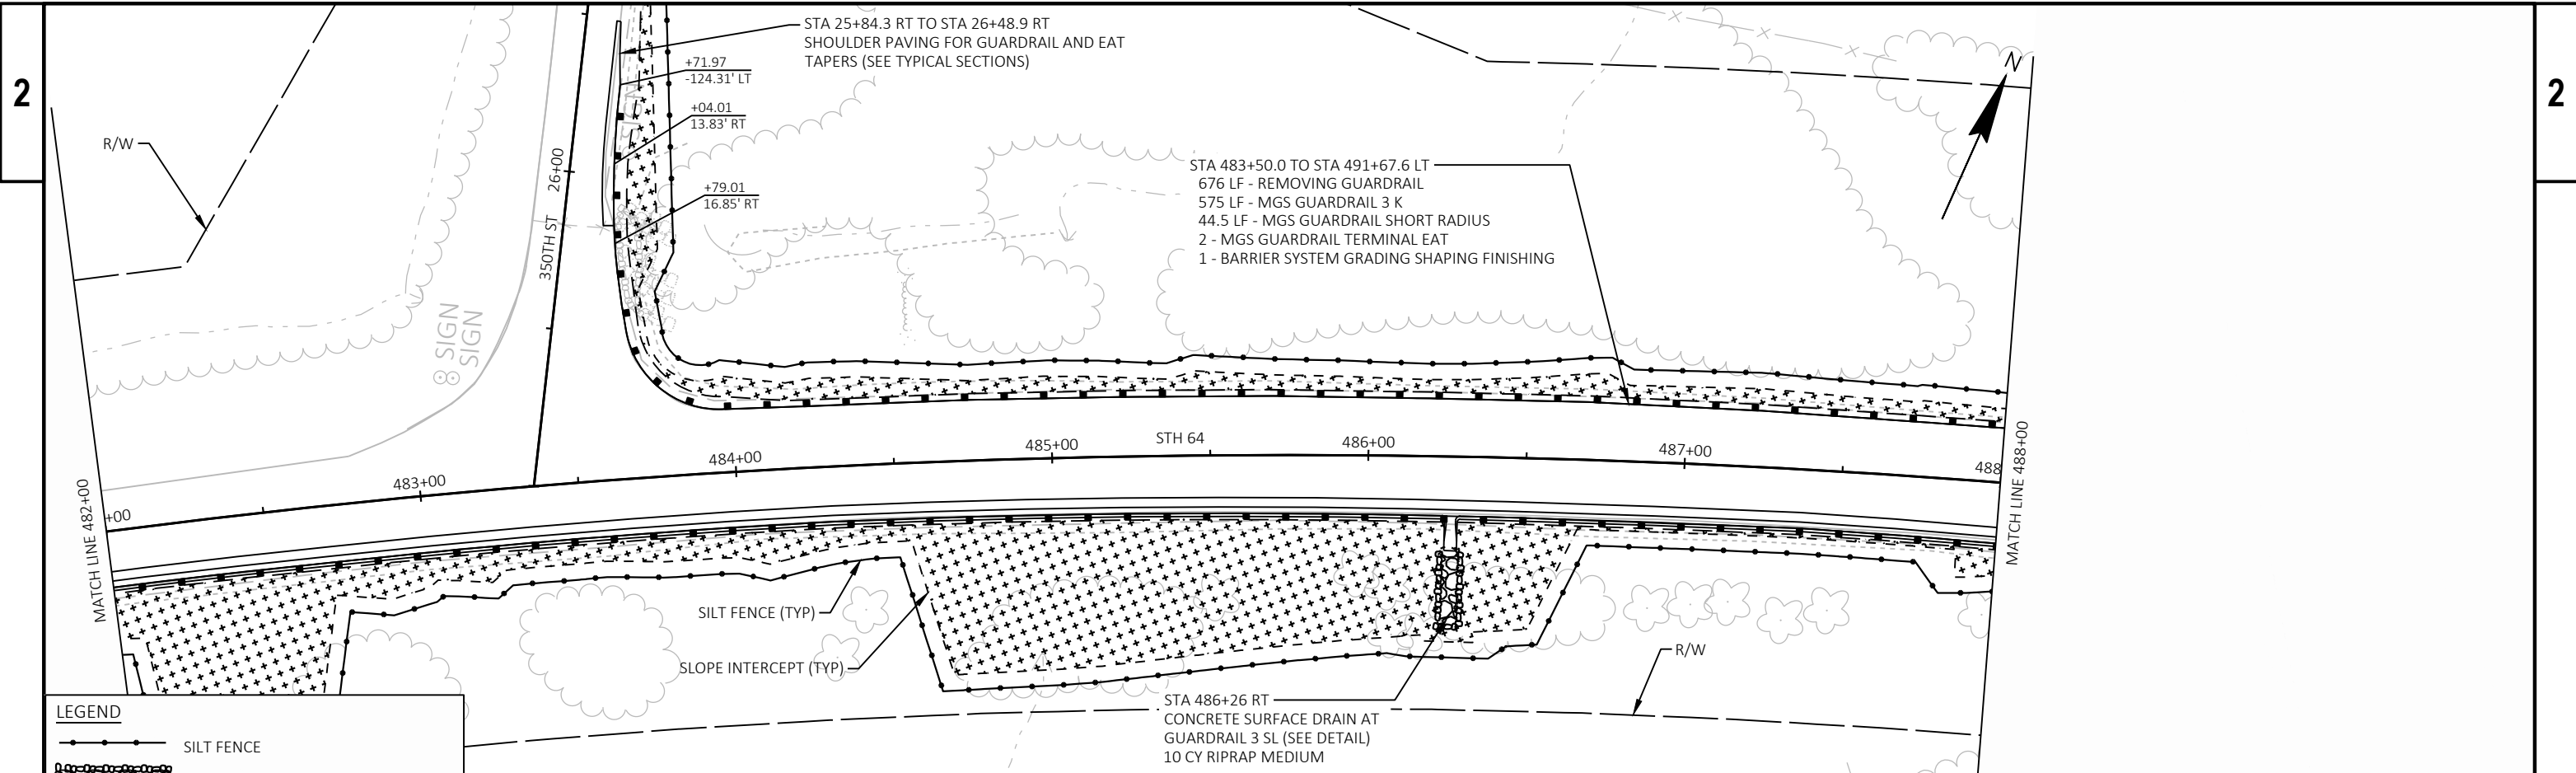 2
2
STA 25+84.3 RT TO STA 26+48.9 RT
SHOULDER PAVING FOR GUARDRAIL AND EAT
TAPERS (SEE TYPICAL SECTIONS)
+71.97
-124.31' LT
+04.01
13.83' RT
+79.01
16.85' RT
N
R/W
26+00
350TH ST
STA 483+50.0 TO STA 491+67.6 LT
676 LF - REMOVING GUARDRAIL
575 LF - MGS GUARDRAIL 3 K
44.5 LF - MGS GUARDRAIL SHORT RADIUS
2 - MGS GUARDRAIL TERMINAL EAT
1 - BARRIER SYSTEM GRADING SHAPING FINISHING
8 SIGN
SIGN
STH 64
+00
483+00
484+00
485+00
486+00
487+00
488
MATCH LINE 482+00
MATCH LINE 488+00
SILT FENCE (TYP)
SLOPE INTERCEPT (TYP)
R/W
STA 486+26 RT
CONCRETE SURFACE DRAIN AT
GUARDRAIL 3 SL (SEE DETAIL)
10 CY RIPRAP MEDIUM
LEGEND
SILT FENCE